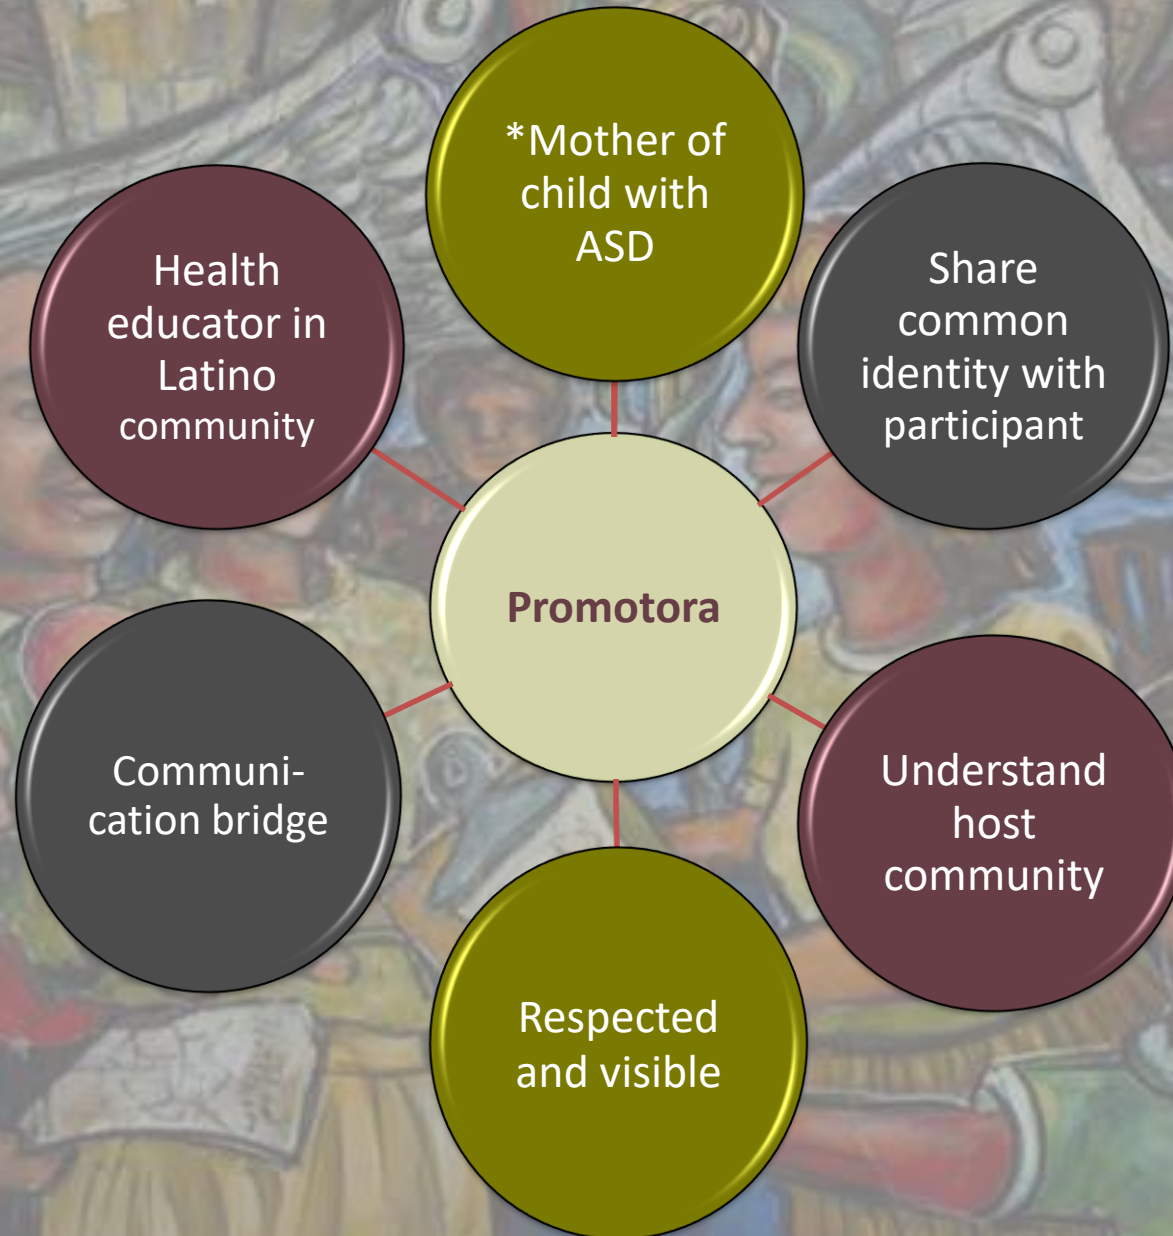 *Mother of
child with
ASD
Share
common
identity with
participant
Understand
host
community
Respected
and visible
Communi-
cation bridge
Health
educator in
Latino
community
Promotora